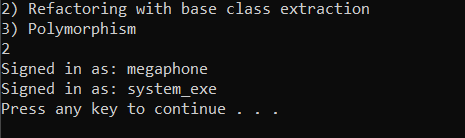 2) Refactoring with base class extraction
3) Polymorphism
2
Signed in as: megaphone
Signed in as: system_exe
Press any key to continue . . .